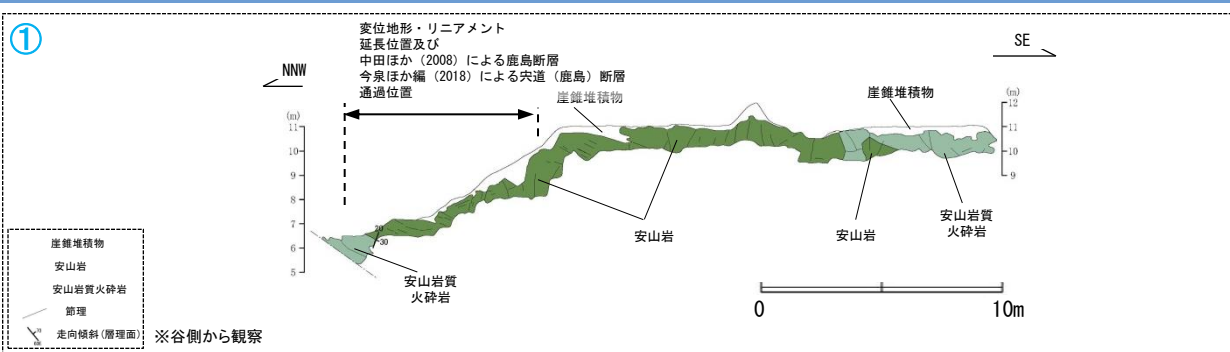 ①
変位地形・リニアメント
延長位置及び
中田ほか（2008）による鹿島断層
今泉ほか編（2018）による宍道（鹿島）断層
通過位置
NNW
SE
崖錐堆積物
崖錐堆積物
(m)
11
10
9
8
7
6
5
(m)
12
11
10
9
20
30
安山岩
安山岩
安山岩質
火砕岩
安山岩質
火砕岩
崖錐堆積物
安山岩
安山岩質火砕岩
節理
走向傾斜(層理面)
※谷側から観察
0
10m